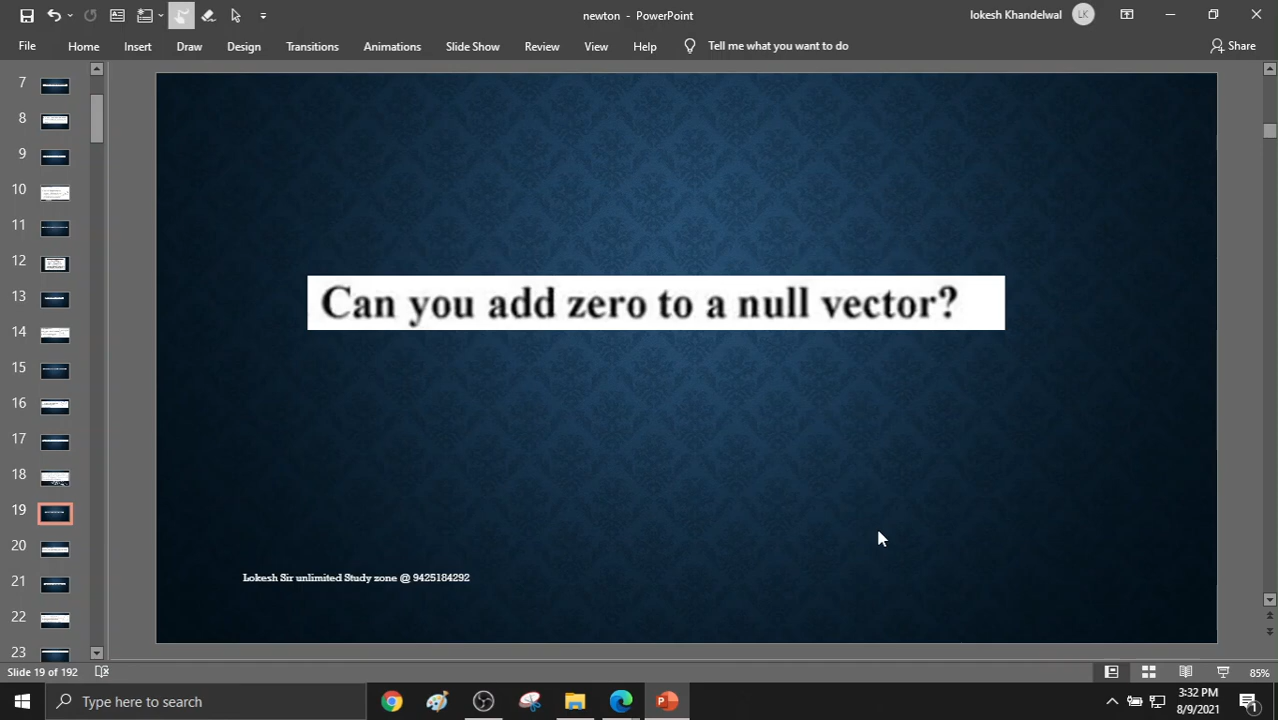 newton - PowerPoint
lokesh Khandelwal
LK
File
Home
Insert
Draw
Design
Transitions
Animations
Slide Show
Review
View
Help
Tell me what you want to do
Share
7
8
9
10
11
12
13
14
15
16
17
18
19
20
21
22
23
Can you add zero to a null vector?
Lokesh Sir unlimited Study zone @ 9425184292
Slide 19 of 192
85%
Type here to search
3:32 PM
8/9/2021
1